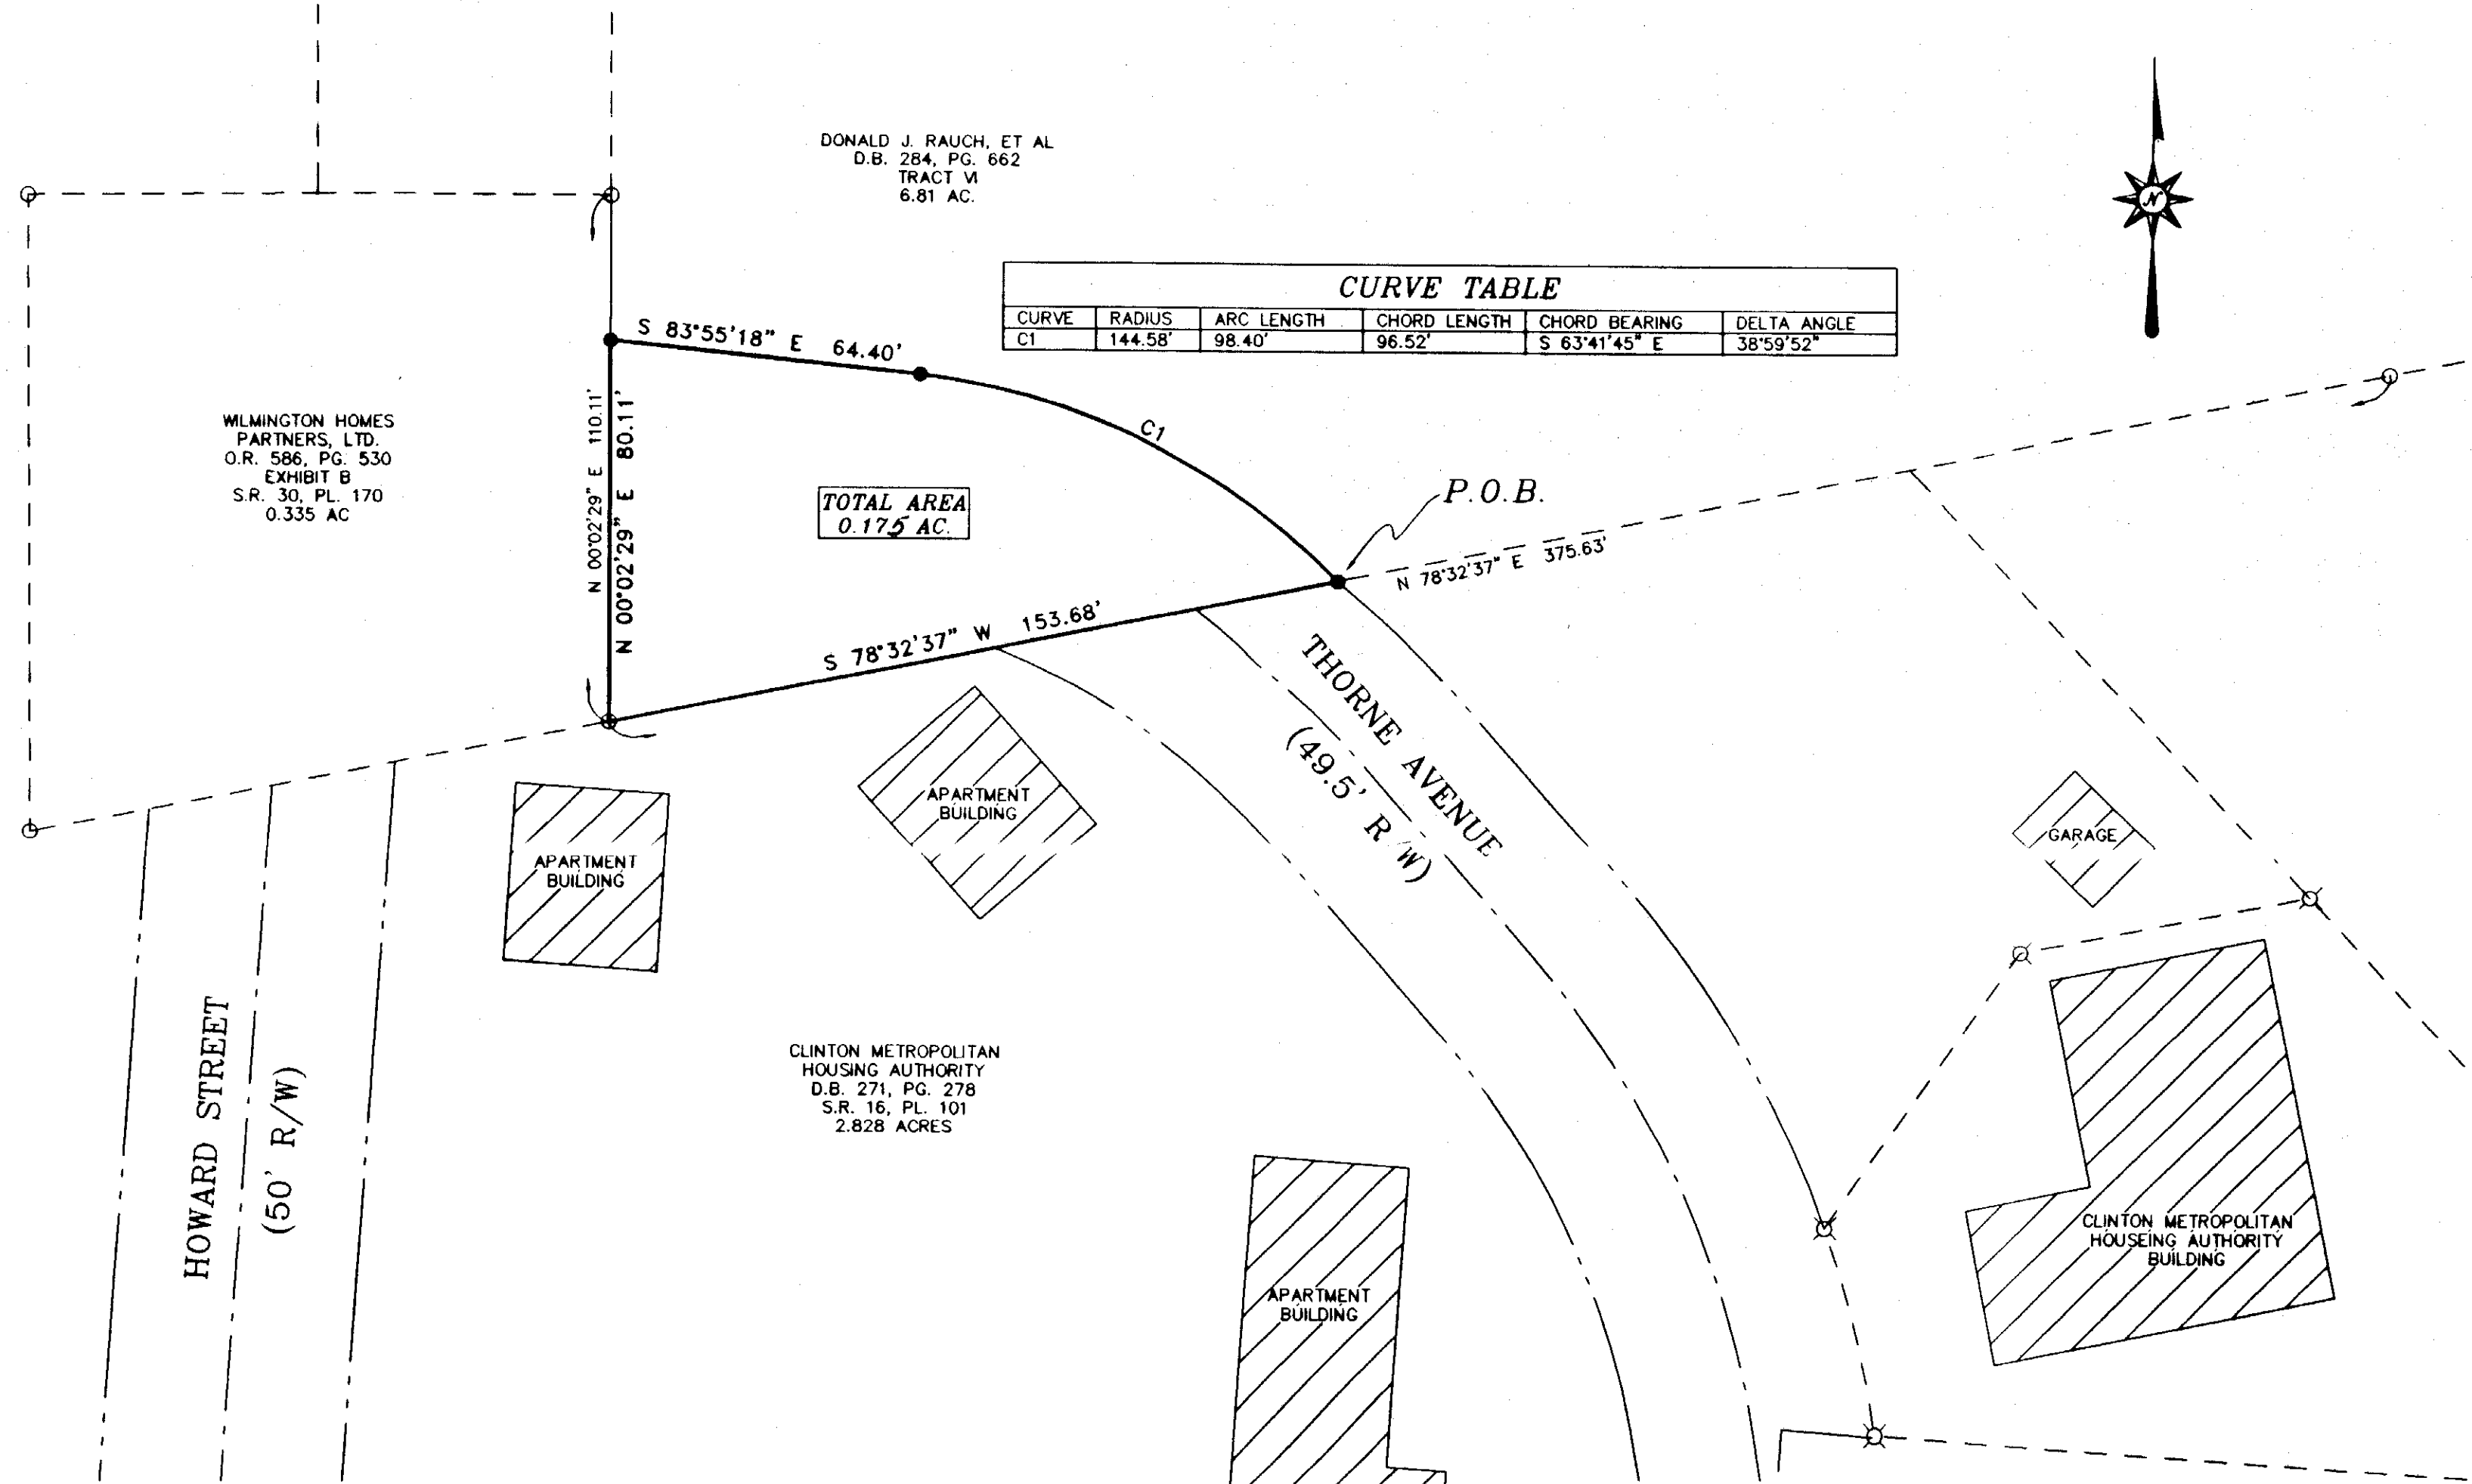 DONALD J. RAUCH, ET AL
D.B. 284, PG. 662
TRACT VI
6.81 AC.
N
CURVE TABLE
CURVE RADIUS ARC LENGTH CHORD LENGTH CHORD BEARING DELTA ANGLE
C1 144.58' 98.40' 96.52' S 63°41'45" E 38°59'52"
S 83°55'18" E 64.40'
WILMINGTON HOMES
PARTNERS, LTD.
O.R. 586, PG. 530
EXHIBIT B
S.R. 30, PL. 170
0.335 AC
N 00°02'29" E 110.11'
N 00°02'29" E 80.11'
C1
TOTAL AREA
0.175 AC.
P.O.B.
N 78°32'37" E 375.63'
S 78°32'37" W 153.68'
THORNE AVENUE
(49.5' R/W)
APARTMENT
BUILDING
APARTMENT
BUILDING
GARAGE
HOWARD STREET
(50' R/W)
CLINTON METROPOLITAN
HOUSING AUTHORITY
D.B. 271, PG. 278
S.R. 16, PL. 101
2.828 ACRES
CLINTON METROPOLITAN
HOUSEING AUTHORITY
BUILDING
APARTMENT
BUILDING